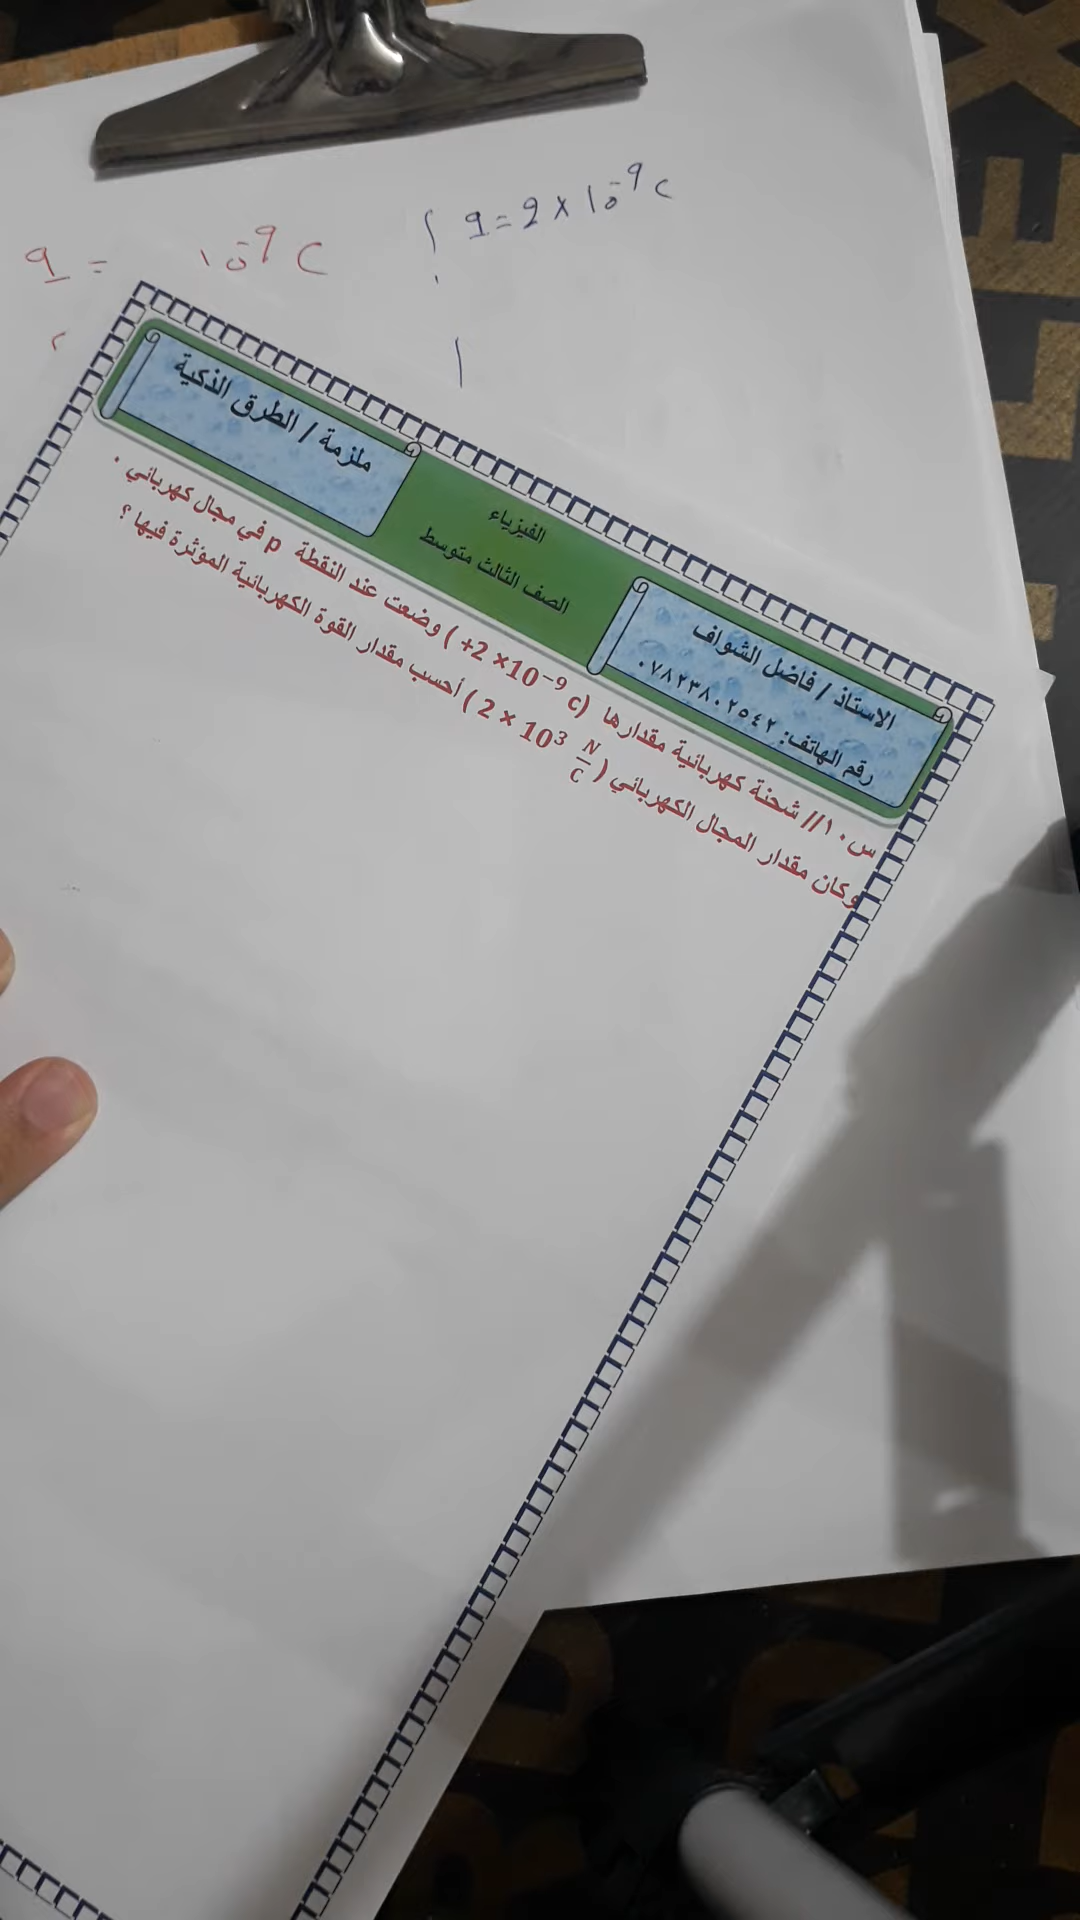 q = 2 × 10⁻⁹ c
q = ١٥⁹ C
ملزمة / الطرق الذكية
الفيزياء
الصف الثالث متوسط
الاستاذ / فاضل الشواف
رقم الهاتف: ٠٧٨٢٣٨٠٢٥٤٢
س١٠// شحنة كهربائية مقدارها (+2 ×10⁻⁹ c) وضعت عند النقطة p في مجال كهربائي .
وكان مقدار المجال الكهربائي (2 × 10³ N/C) أحسب مقدار القوة الكهربائية المؤثرة فيها ؟